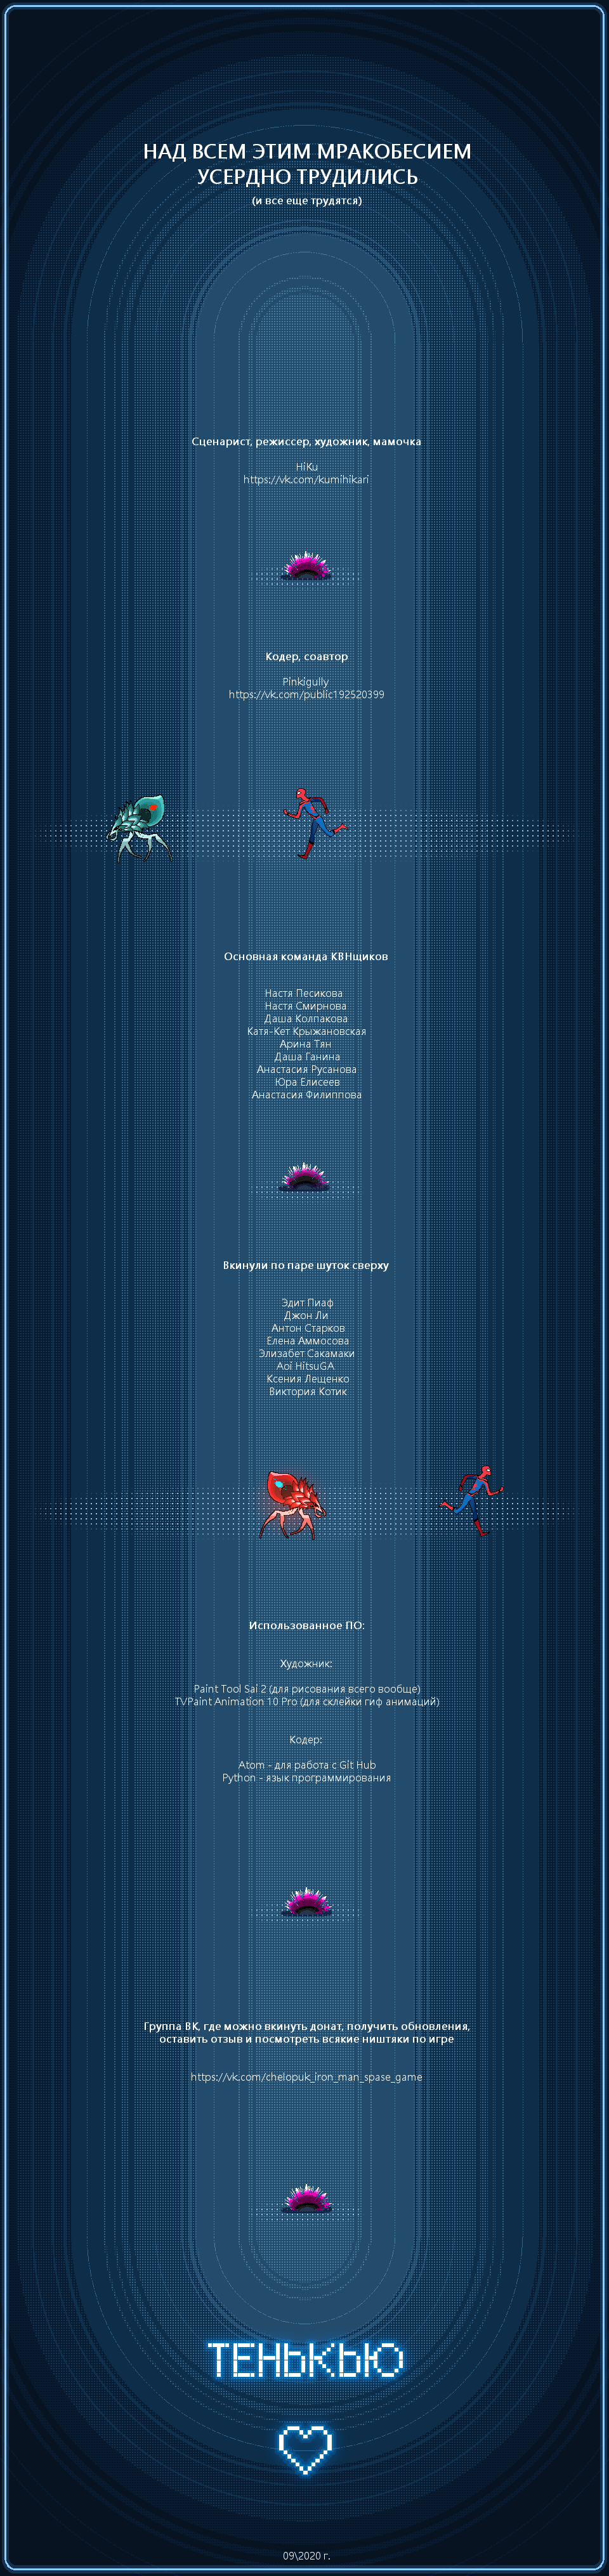 НАД ВСЕМ ЭТИМ МРАКОБЕСИЕМ
УСЕРДНО ТРУДИЛИСЬ
(и все еще трудятся)
Сценарист, режиссер, художник, мамочка
HiKu
https://vk.com/kumihikari
Кодер, соавтор
Pinkigully
https://vk.com/public192520399
Основная команда КВНщиков
Настя Песикова
Настя Смирнова
Даша Колпакова
Катя-Кет Крыжановская
Арина Тян
Даша Ганина
Анастасия Русанова
Юра Елисеев
Анастасия Филиппова
Вкинули по паре шуток сверху
Эдит Пиаф
Джон Ли
Антон Старков
Елена Аммосова
Элизабет Сакамаки
Aoi HitsuGA
Ксения Лещенко
Виктория Котик
Использованное ПО:
Художник:
Paint Tool Sai 2 (для рисования всего вообще)
TVPaint Animation 10 Pro (для склейки гиф анимаций)
Кодер:
Atom - для работа с Git Hub
Python - язык программирования
Группа ВК, где можно вкинуть донат, получить обновления,
оставить отзыв и посмотреть всякие ништяки по игре
https://vk.com/chelopuk_iron_man_spase_game
ТЕНЬКЬЮ
09\2020 г.